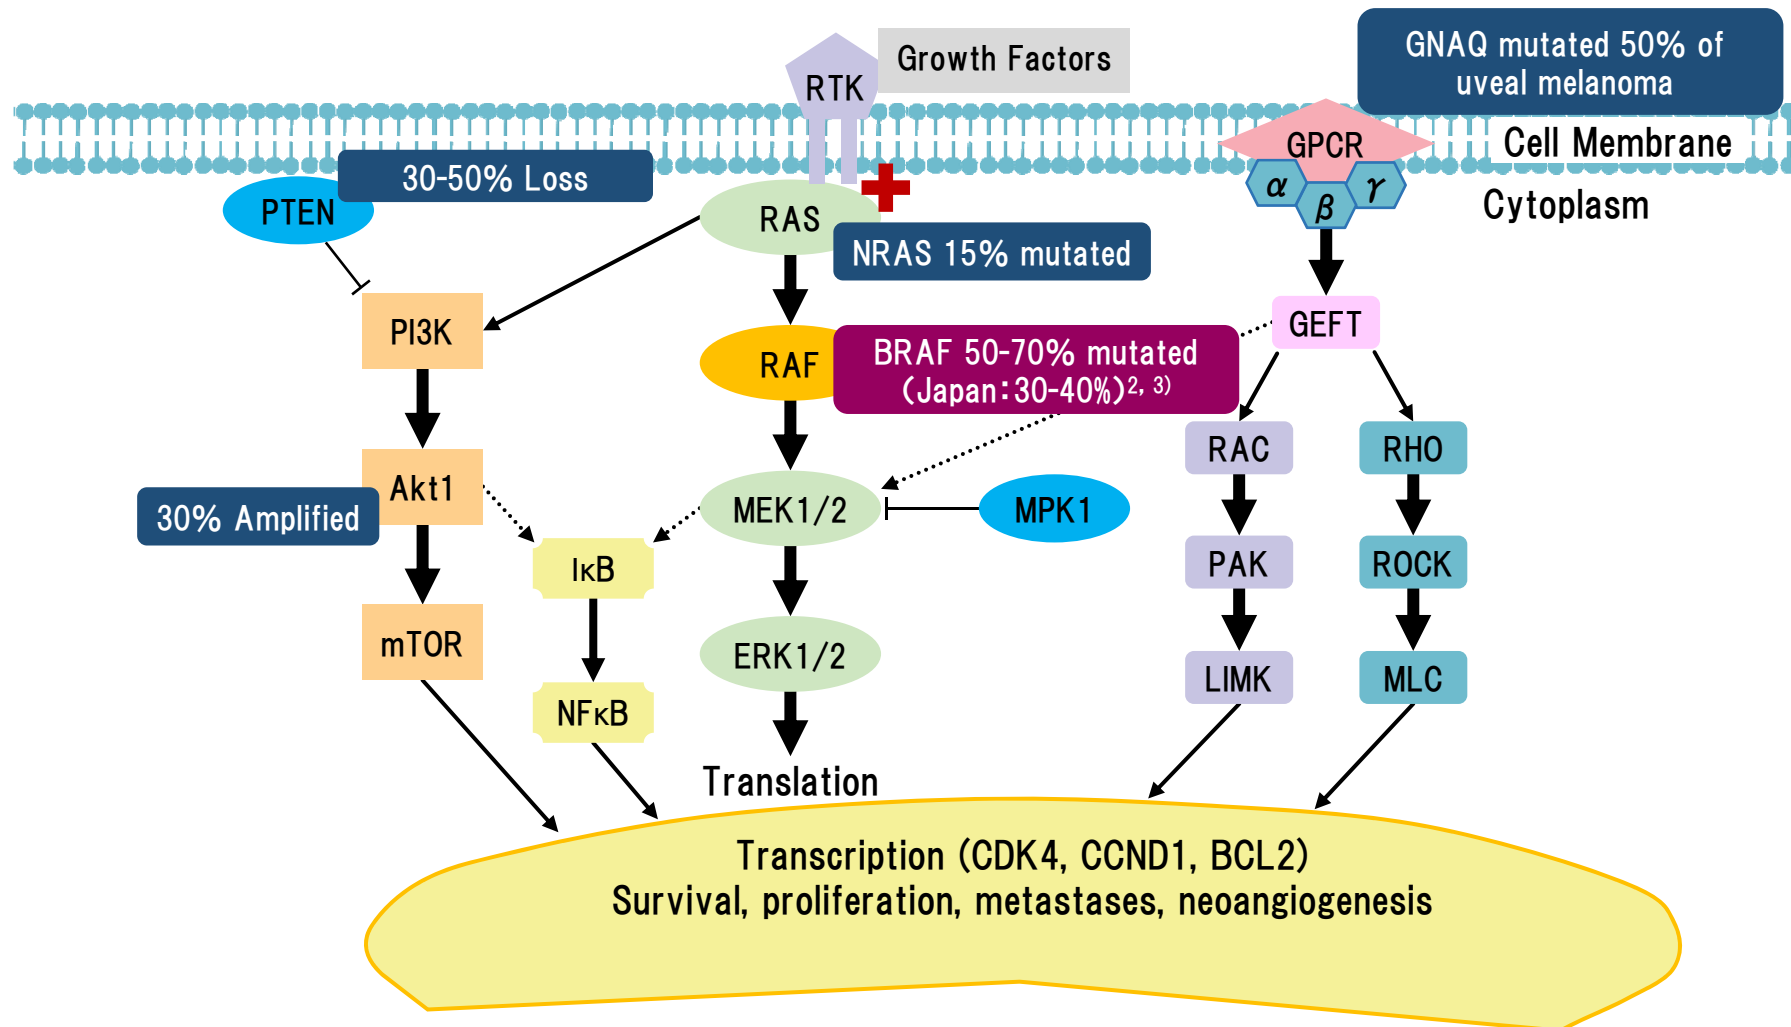 GNAQ mutated 50% of
uveal melanoma
Growth Factors
RTK
GPCR
Cell Membrane
30-50% Loss
PTEN
α
β
γ
Cytoplasm
RAS
NRAS 15% mutated
PI3K
RAF
BRAF 50-70% mutated
(Japan:30-40%)2, 3)
GEFT
RAC
RHO
Akt1
30% Amplified
MEK1/2
MPK1
IκB
PAK
ROCK
mTOR
ERK1/2
LIMK
MLC
NFκB
Translation
Transcription (CDK4, CCND1, BCL2)
Survival, proliferation, metastases, neoangiogenesis